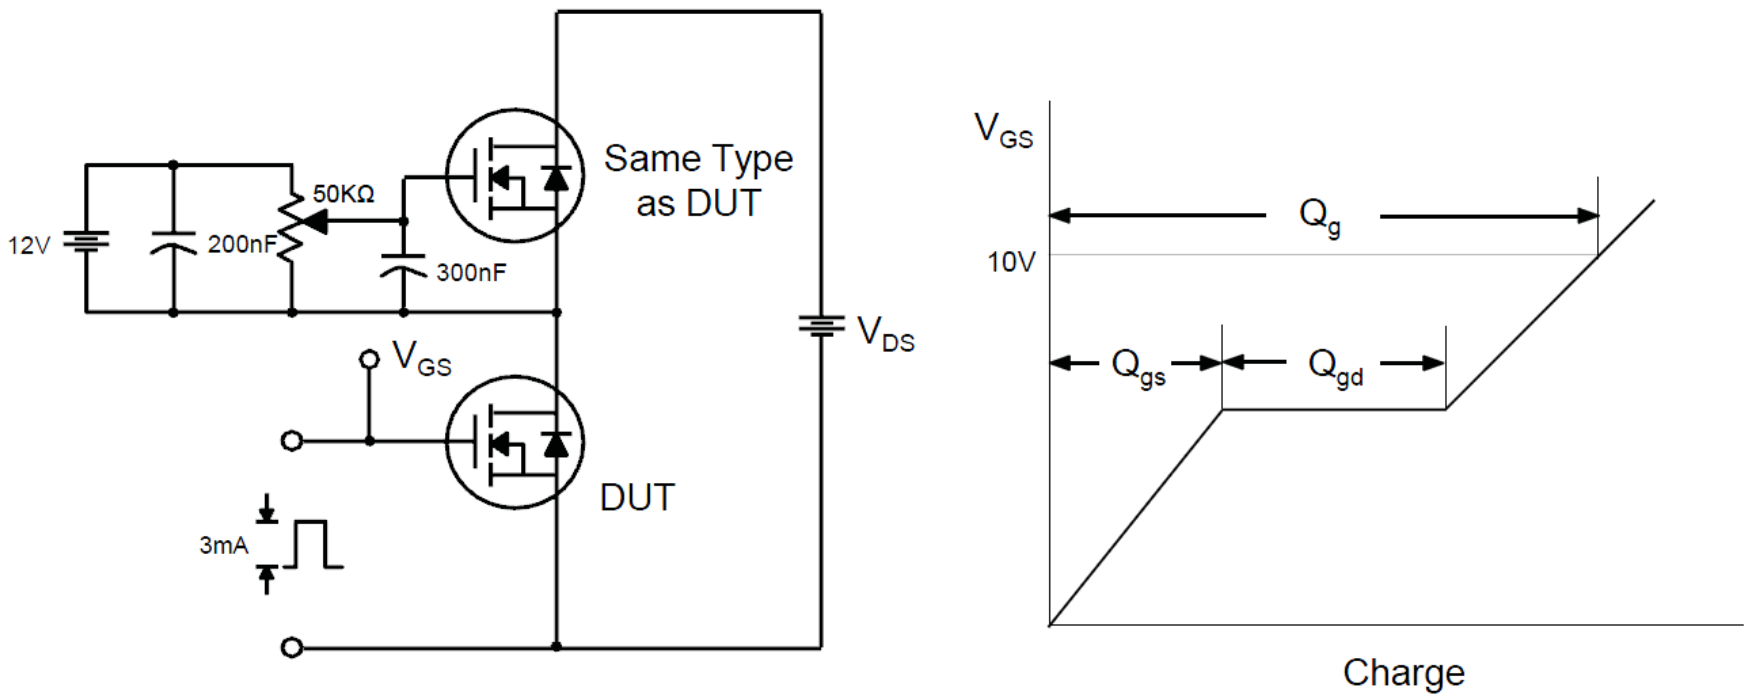 Same Type
as DUT
50KΩ
12V
200nF
300nF
VGS
VDS
DUT
3mA
VGS
Qg
10V
Qgs
Qgd
Charge